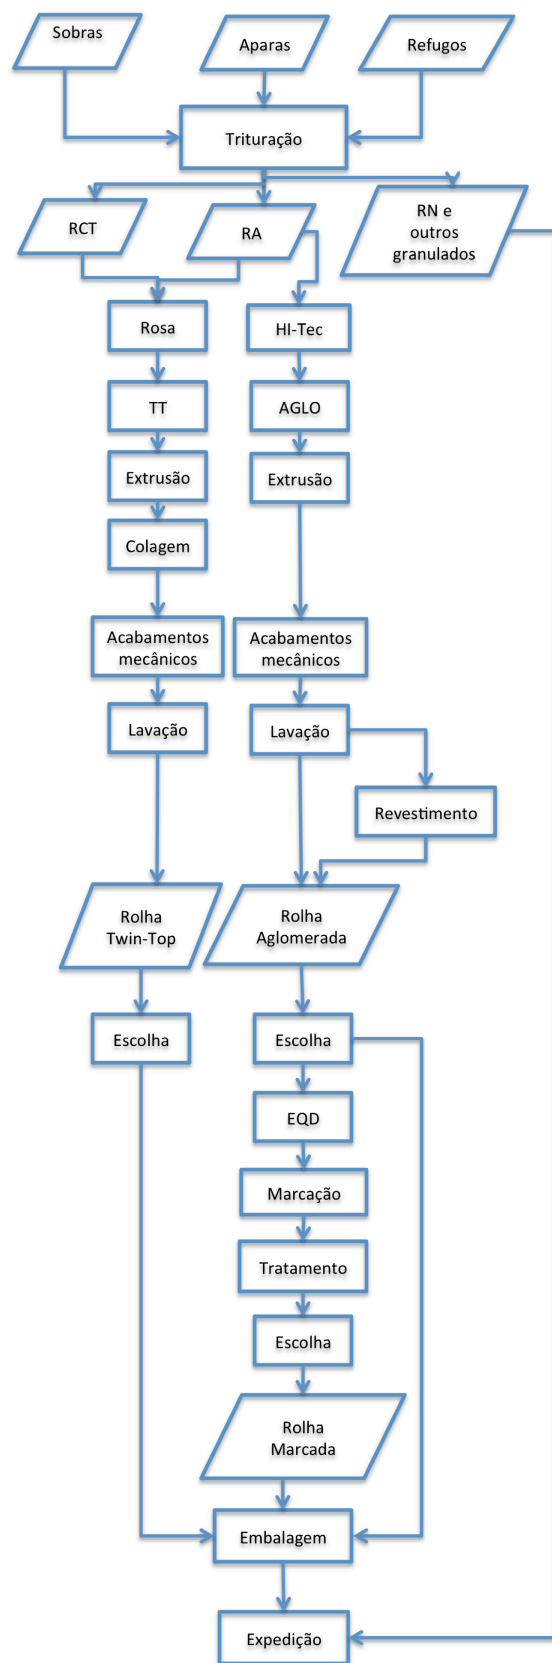 Sobras
Aparas
Refugos
Trituração
RCT
RA
RN e
outros
granulados
Rosa
HI-Tec
TT
AGLO
Extrusão
Extrusão
Colagem
Acabamentos
mecânicos
Acabamentos
mecânicos
Lavação
Lavação
Revestimento
Rolha
Twin-Top
Rolha
Aglomerada
Escolha
Escolha
EQD
Marcação
Tratamento
Escolha
Rolha
Marcada
Embalagem
Expedição